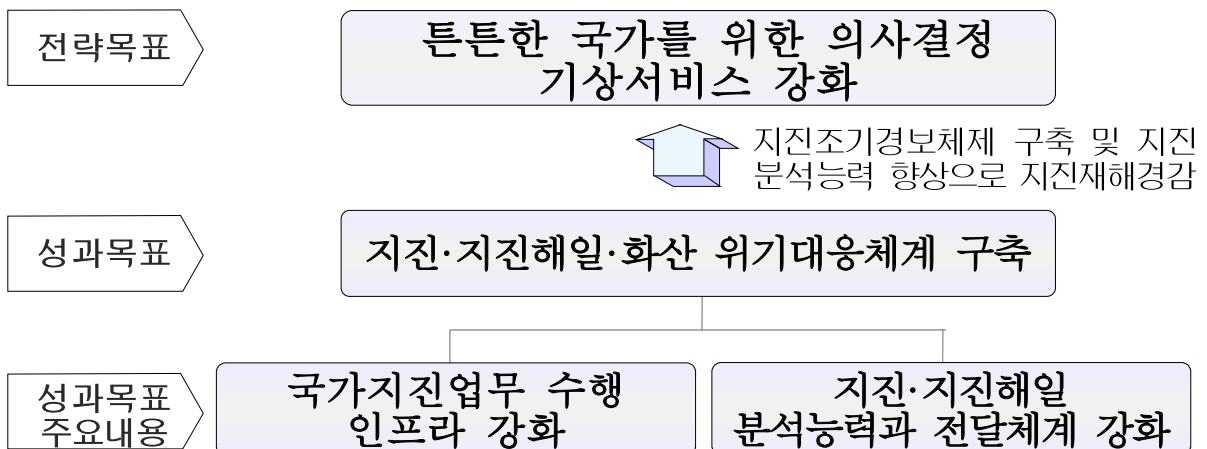 전략목표
튼튼한 국가를 위한 의사결정
기상서비스 강화
지진조기경보체제 구축 및 지진
분석능력 향상으로 지진재해경감
성과목표
지진·지진해일·화산 위기대응체계 구축
성과목표
주요내용
국가지진업무 수행
인프라 강화
지진·지진해일
분석능력과 전달체계 강화